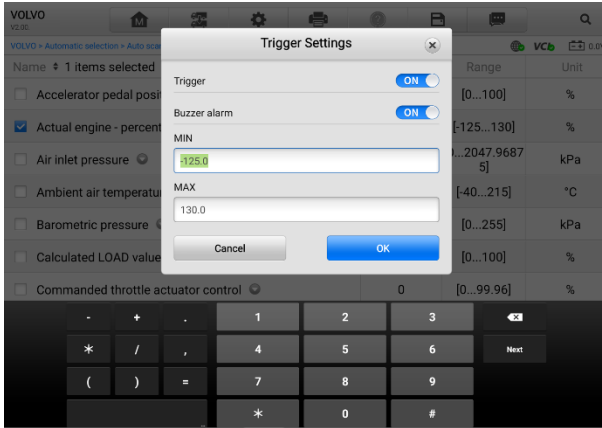 VOLVO
V2.00
VOLVO > Automatic selection > Auto scan
VCI
0.0V
Trigger Settings
Name 1 items selected
Range
Unit
Trigger
ON
Accelerator pedal posit
[0...100]
%
Buzzer alarm
ON
Actual engine - percent
[-125...130]
%
MIN
-125.0
Air inlet pressure
...2047.9687
5]
kPa
MAX
130.0
Ambient air temperatu
[-40...215]
°C
Barometric pressure
[0...255]
kPa
Cancel
OK
Calculated LOAD value
[0...100]
%
Commanded throttle actuator control
0
[0...99.96]
%
- + . 1 2 3
* / , 4 5 6 Next
( ) = 7 8 9
* 0 #